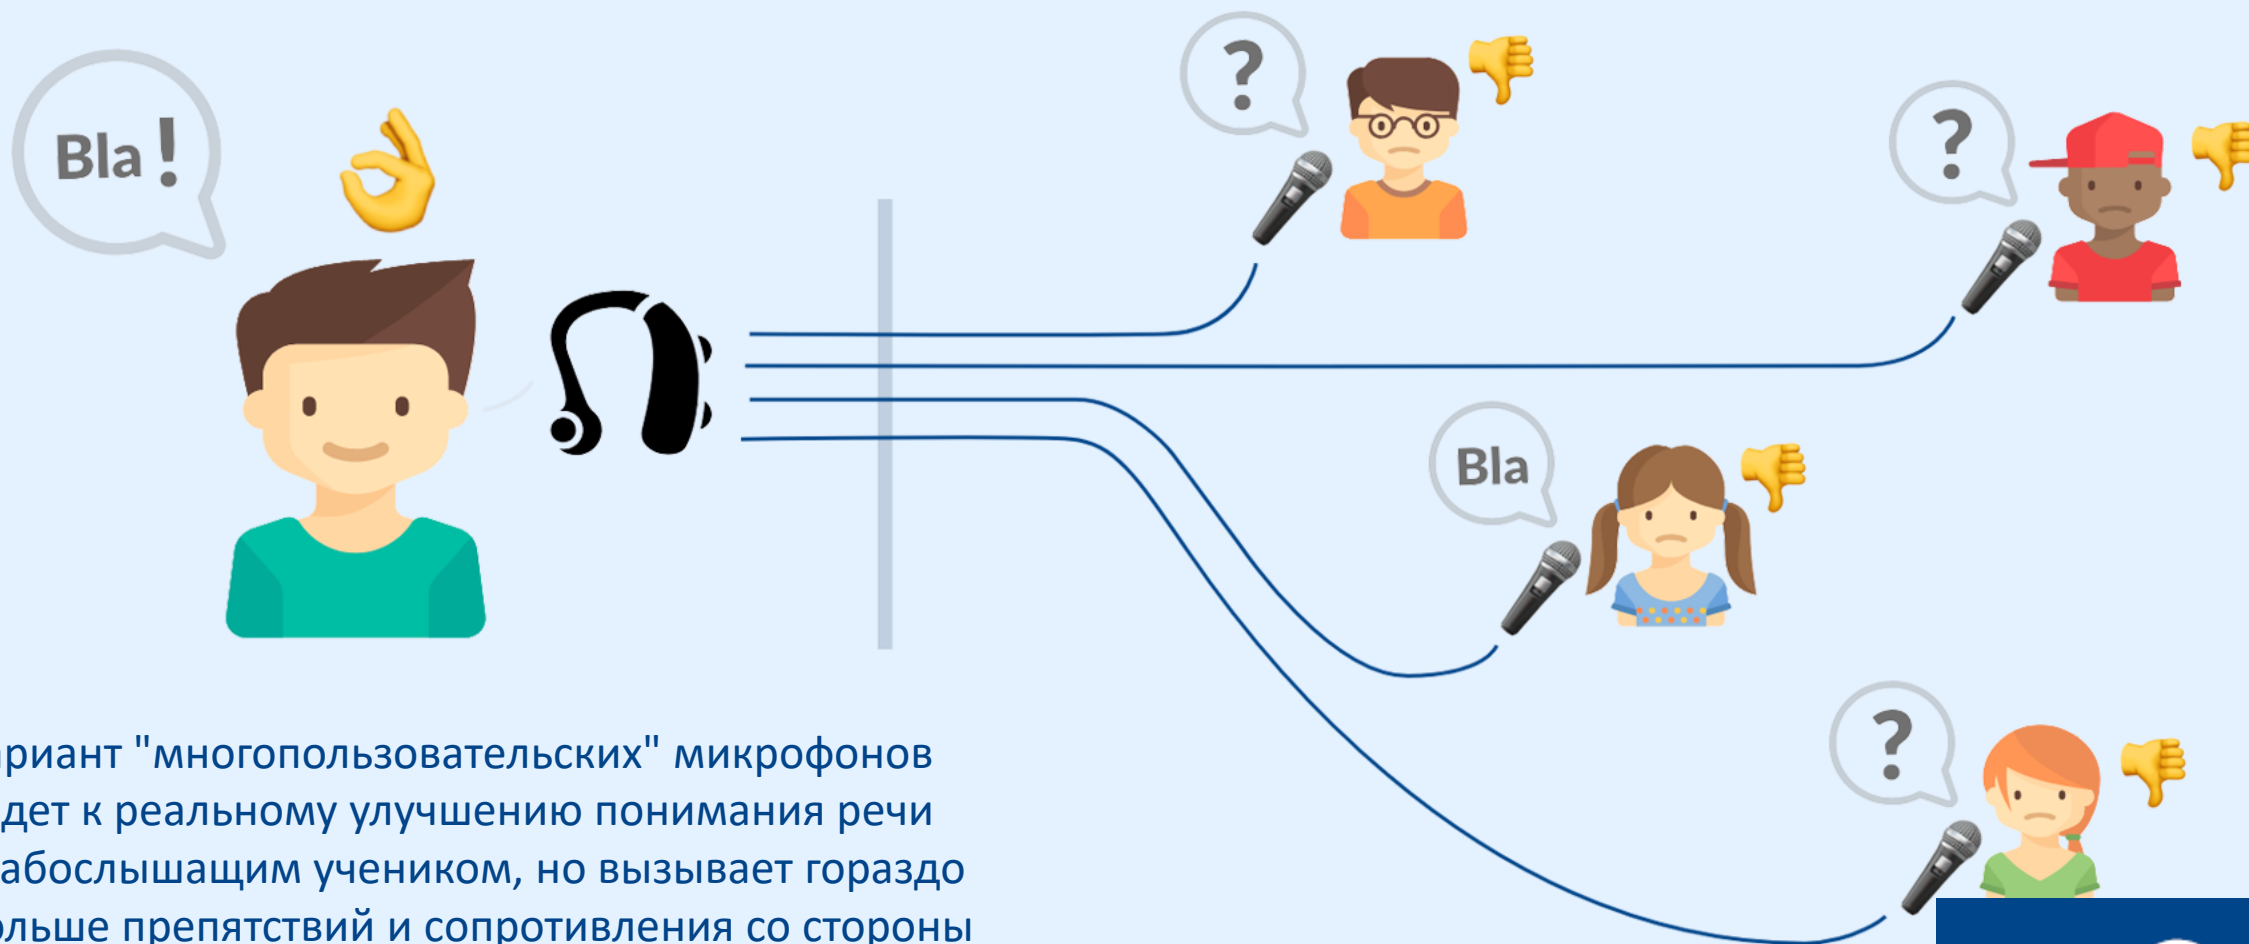 Bla!
?
?
Bla
?
ариант "многопользовательских" микрофонов
дет к реальному улучшению понимания речи
абослышащим учеником, но вызывает гораздо
ольше препятствий и сопротивления со стороны